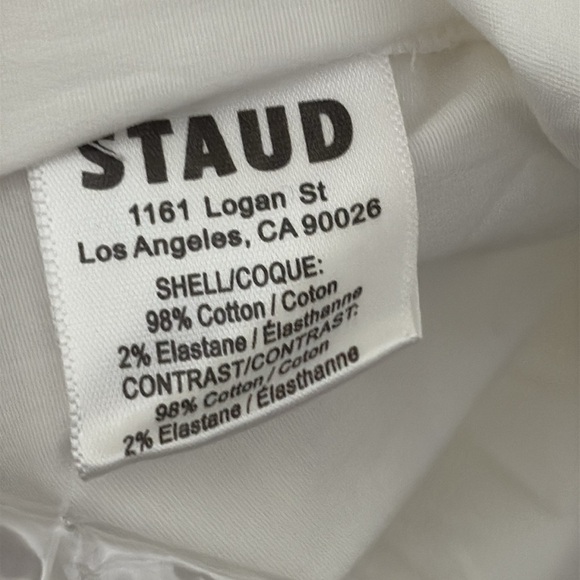 STAUD
1161 Logan St
Los Angeles, CA 90026
SHELL/COQUE:
98% Cotton / Coton
2% Elastane / Élasthanne
CONTRAST/CONTRAST:
98% Cotton / Coton
2% Elastane / Élasthanne